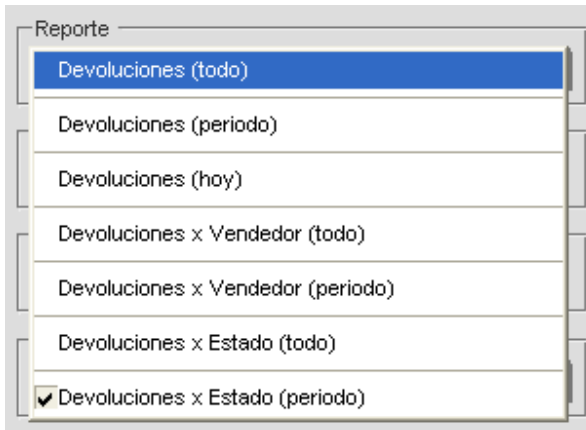 Reporte
Devoluciones (todo)
Devoluciones (periodo)
Devoluciones (hoy)
Devoluciones x Vendedor (todo)
Devoluciones x Vendedor (periodo)
Devoluciones x Estado (todo)
Devoluciones x Estado (periodo)